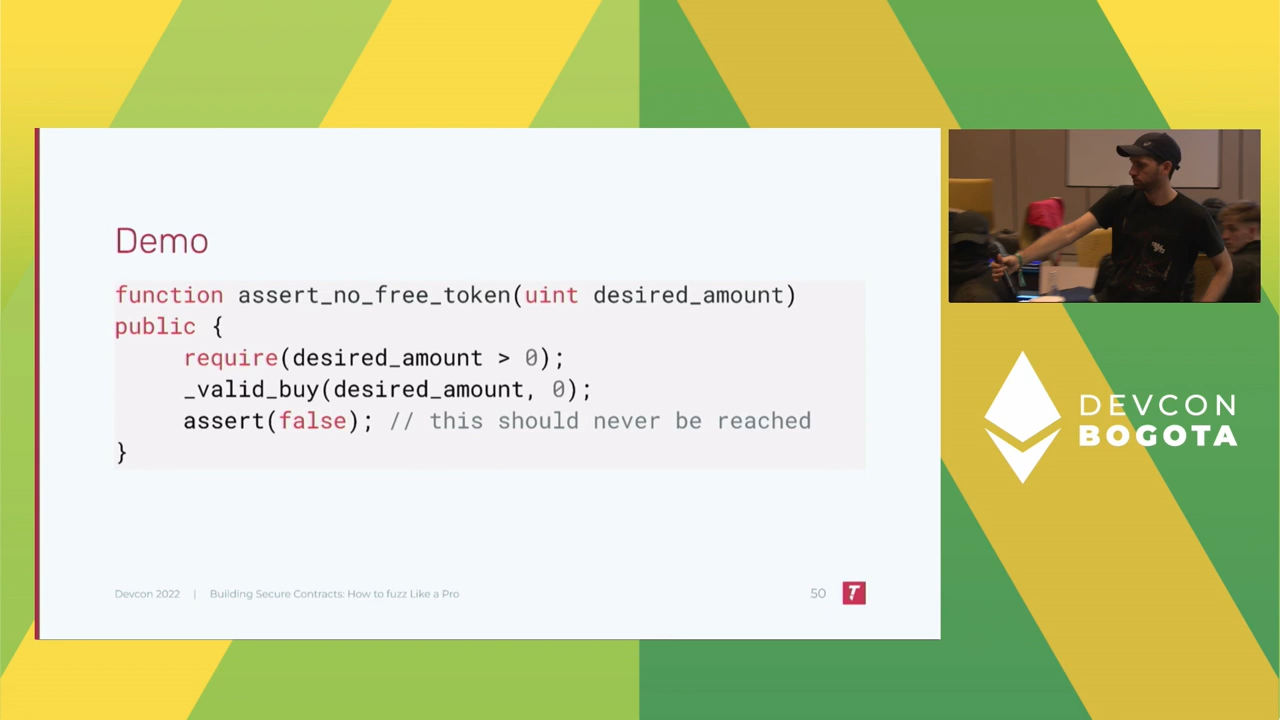 Demo
function assert_no_free_token(uint desired_amount)
public {
require(desired_amount > 0);
_valid_buy(desired_amount, 0);
assert(false); // this should never be reached
}
Devcon 2022 | Building Secure Contracts: How to fuzz Like a Pro
50
DEVCON
BOGOTA